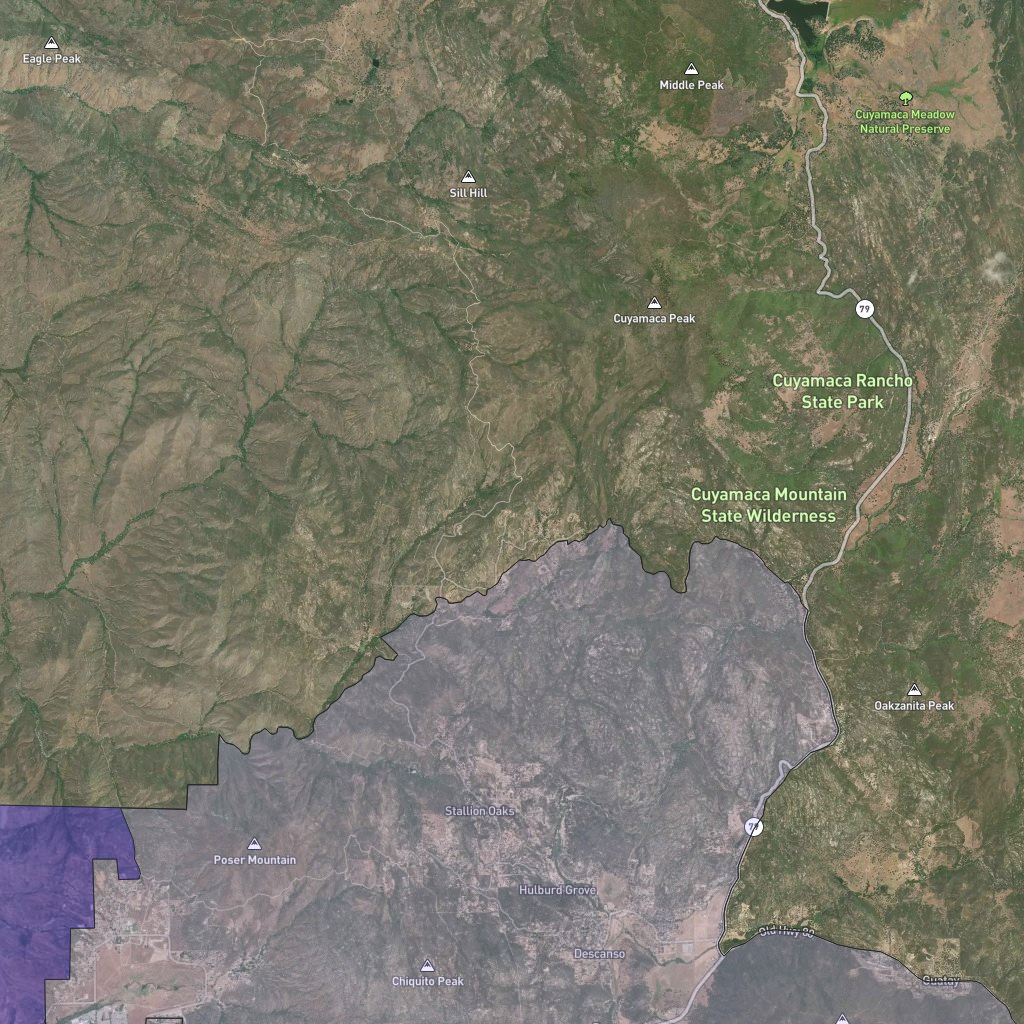 Eagle Peak
Middle Peak
Cuyamaca Meadow
Natural Preserve
Sill Hill
79
Cuyamaca Peak
Cuyamaca Rancho
State Park
Cuyamaca Mountain
State Wilderness
Oakzanita Peak
Stallion Oaks
79
Poser Mountain
Hulburd Grove
Old Hwy 80
Descanso
Chiquito Peak
Guatay